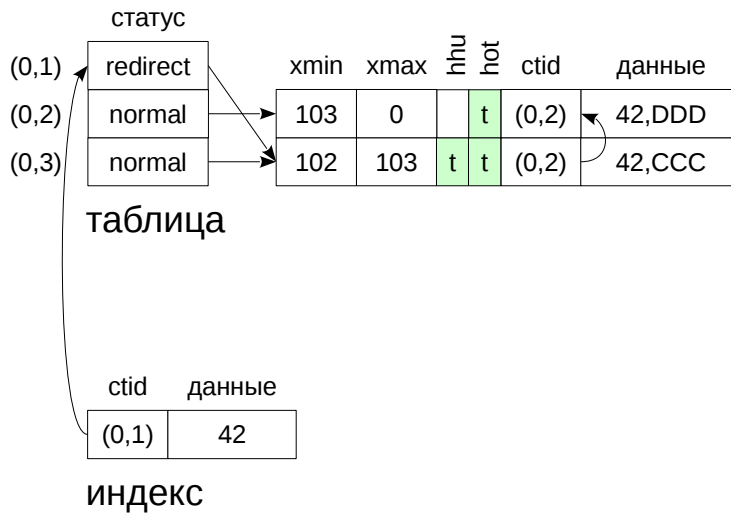 статус
xmin xmax hhu hot ctid данные
(0,1) redirect
(0,2) normal 103 0 t (0,2) 42,DDD
(0,3) normal 102 103 t t (0,2) 42,CCC
таблица
ctid данные
(0,1) 42
индекс